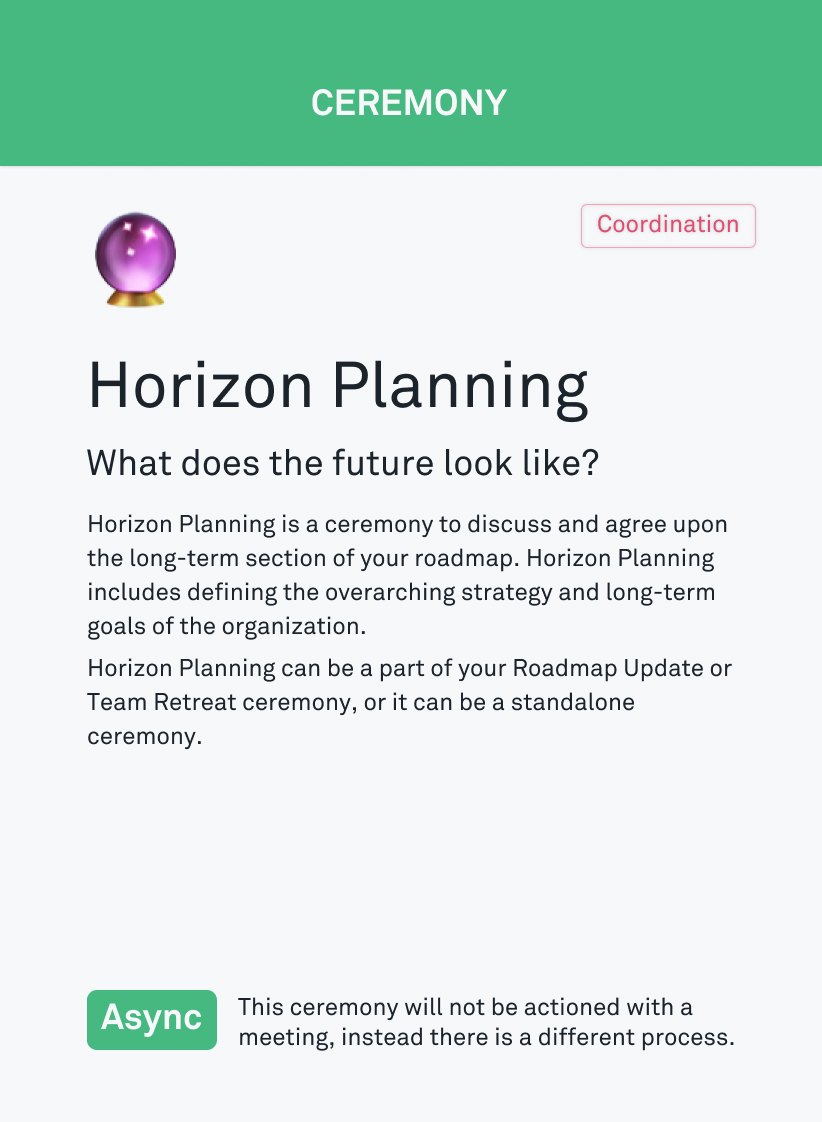 CEREMONY
Coordination
Horizon Planning
What does the future look like?
Horizon Planning is a ceremony to discuss and agree upon
the long-term section of your roadmap. Horizon Planning
includes defining the overarching strategy and long-term
goals of the organization.
Horizon Planning can be a part of your Roadmap Update or
Team Retreat ceremony, or it can be a standalone
ceremony.
Async
This ceremony will not be actioned with a
meeting, instead there is a different process.